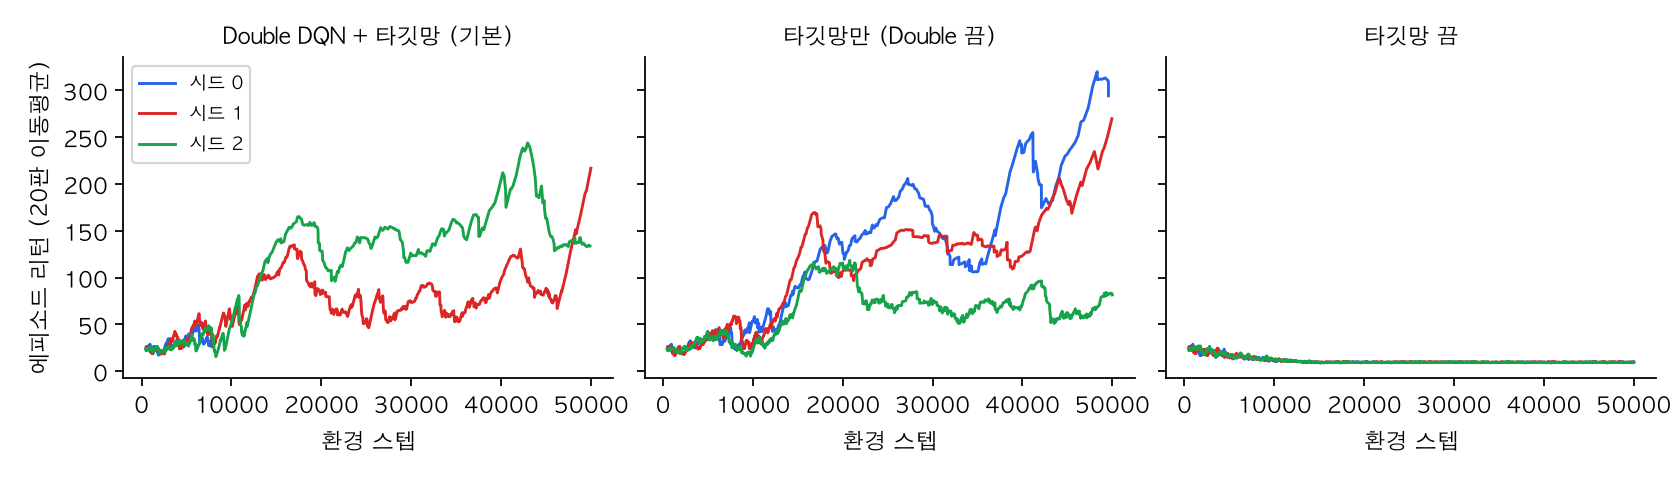 Double DQN + 타깃망 (기본)
타깃망만 (Double 끔)
타깃망 끔
에피소드 리턴 (20판 이동평균)
300
250
200
150
100
50
0
시드 0
시드 1
시드 2
0 10000 20000 30000 40000 50000
0 10000 20000 30000 40000 50000
0 10000 20000 30000 40000 50000
환경 스텝
환경 스텝
환경 스텝